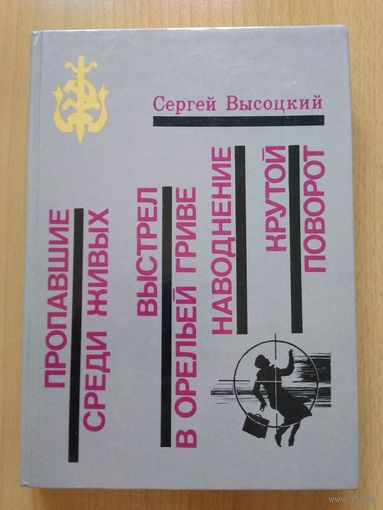 Сергей Высоцкий
ПРОПАВШИЕ
СРЕДИ ЖИВЫХ
ВЫСТРЕЛ
В ОРЕЛЬЕЙ ГРИВЕ
НАВОДНЕНИЕ
КРУТОЙ
ПОВОРОТ